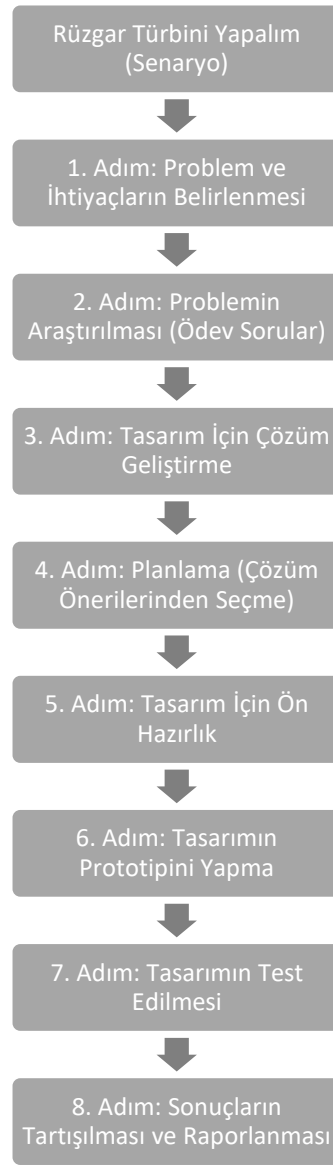 Rüzgar Türbini Yapalım
(Senaryo)
1. Adım: Problem ve
İhtiyaçların Belirlenmesi
2. Adım: Problemin
Araştırılması (Ödev Sorular)
3. Adım: Tasarım İçin Çözüm
Geliştirme
4. Adım: Planlama (Çözüm
Önerilerinden Seçme)
5. Adım: Tasarım İçin Ön
Hazırlık
6. Adım: Tasarımın
Prototipini Yapma
7. Adım: Tasarımın Test
Edilmesi
8. Adım: Sonuçların
Tartışılması ve Raporlanması